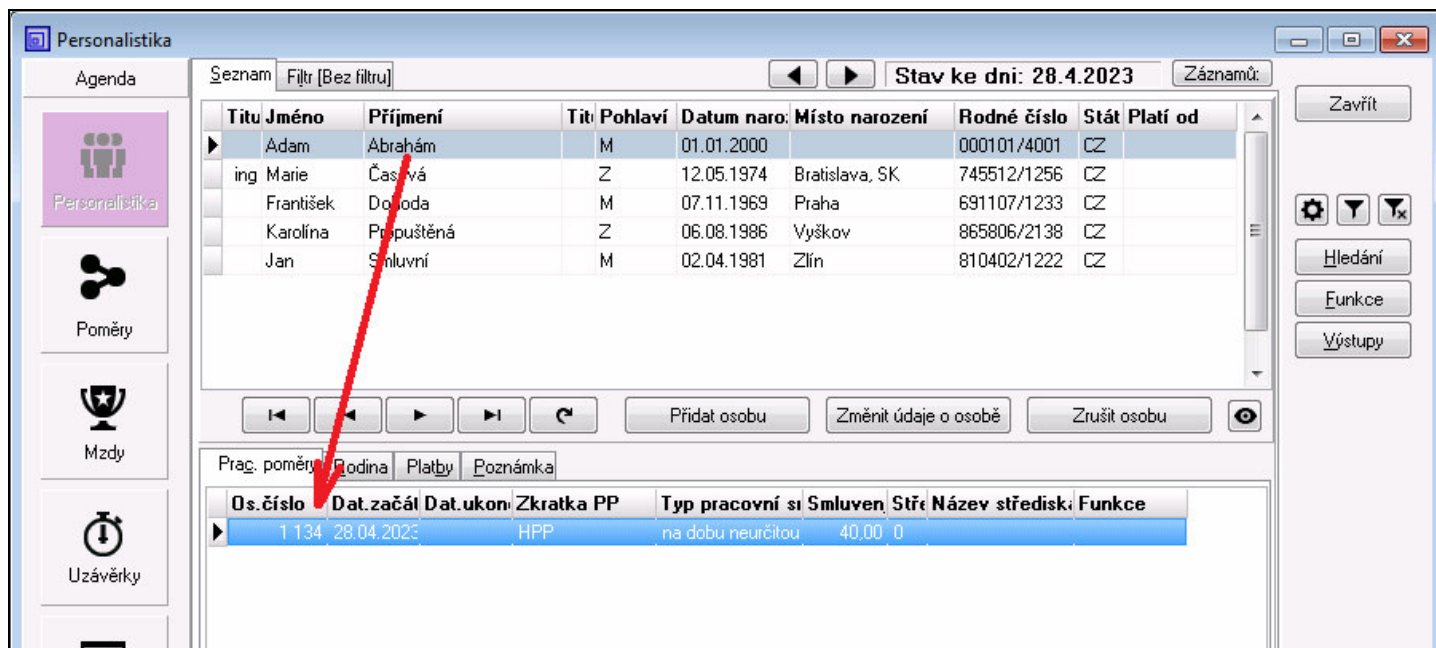 Personalistika
Agenda
Seznam Filtr [Bez filtru] Stav ke dni: 28.4.2023 Záznamů:
Zavřít
Titu Jméno Příjmení Titu Pohlaví Datum naro: Místo narození Rodné číslo Stát Platí od
Adam Abrahám M 01.01.2000 000101/4001 CZ
ing Marie Z 12.05.1974 Bratislava, SK 745512/1256 CZ
František M 07.11.1969 Praha 691107/1233 CZ
Karolína Propuštěná Z 06.08.1986 Vyškov 865806/2138 CZ
Jan Smluvní M 02.04.1981 Zlín 810402/1222 CZ
Personalistika
Hledání
Funkce
Výstupy
Poměry
Přidat osobu Změnit údaje o osobě Zrušit osobu
Mzdy
Prac. poměry Rodina Platby Poznámka
Os.číslo Dat.začát Dat.ukon Zkratka PP Typ pracovní sm Smluven Stře Název střediska Funkce
1 134 28.04.2023 HPP na dobu neurčitou 40,00 0
Uzávěrky